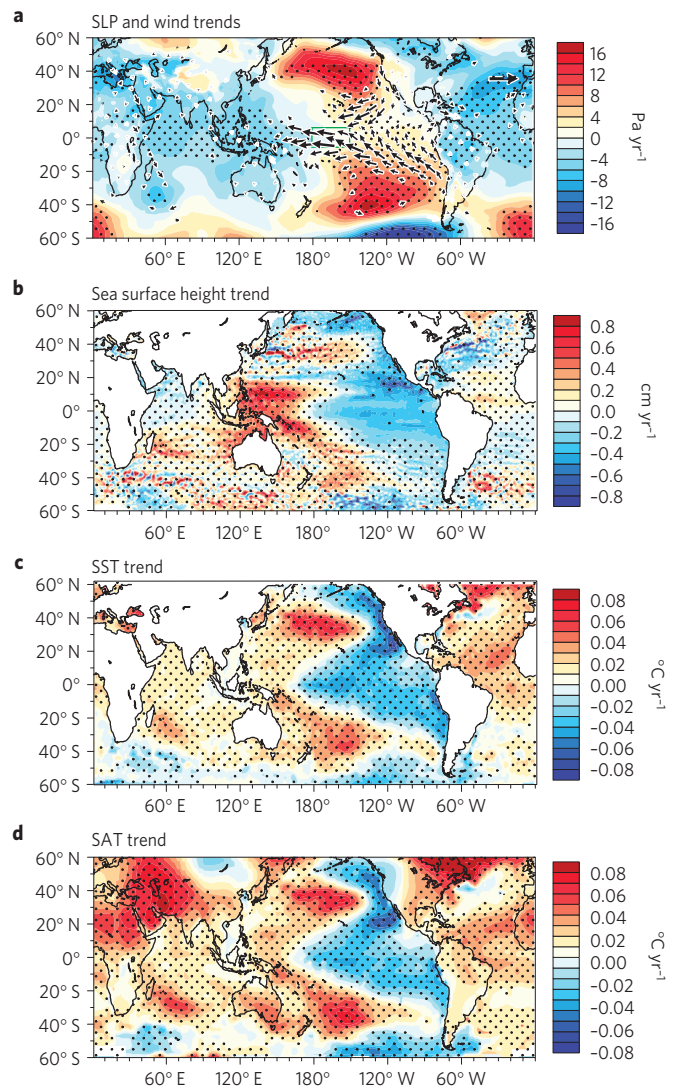 a
SLP and wind trends
60° N
40° N
20° N
0°
20° S
40° S
60° S
60° E 120° E 180° 120° W 60° W
16
12
8
4
0
−4
−8
−12
−16
Pa yr⁻¹
b
Sea surface height trend
60° N
40° N
20° N
0°
20° S
40° S
60° S
60° E 120° E 180° 120° W 60° W
0.8
0.6
0.4
0.2
0.0
−0.2
−0.4
−0.6
−0.8
cm yr⁻¹
c
SST trend
60° N
40° N
20° N
0°
20° S
40° S
60° S
60° E 120° E 180° 120° W 60° W
0.08
0.06
0.04
0.02
0.00
−0.02
−0.04
−0.06
−0.08
°C yr⁻¹
d
SAT trend
60° N
40° N
20° N
0°
20° S
40° S
60° S
60° E 120° E 180° 120° W 60° W
0.08
0.06
0.04
0.02
0.00
−0.02
−0.04
−0.06
−0.08
°C yr⁻¹